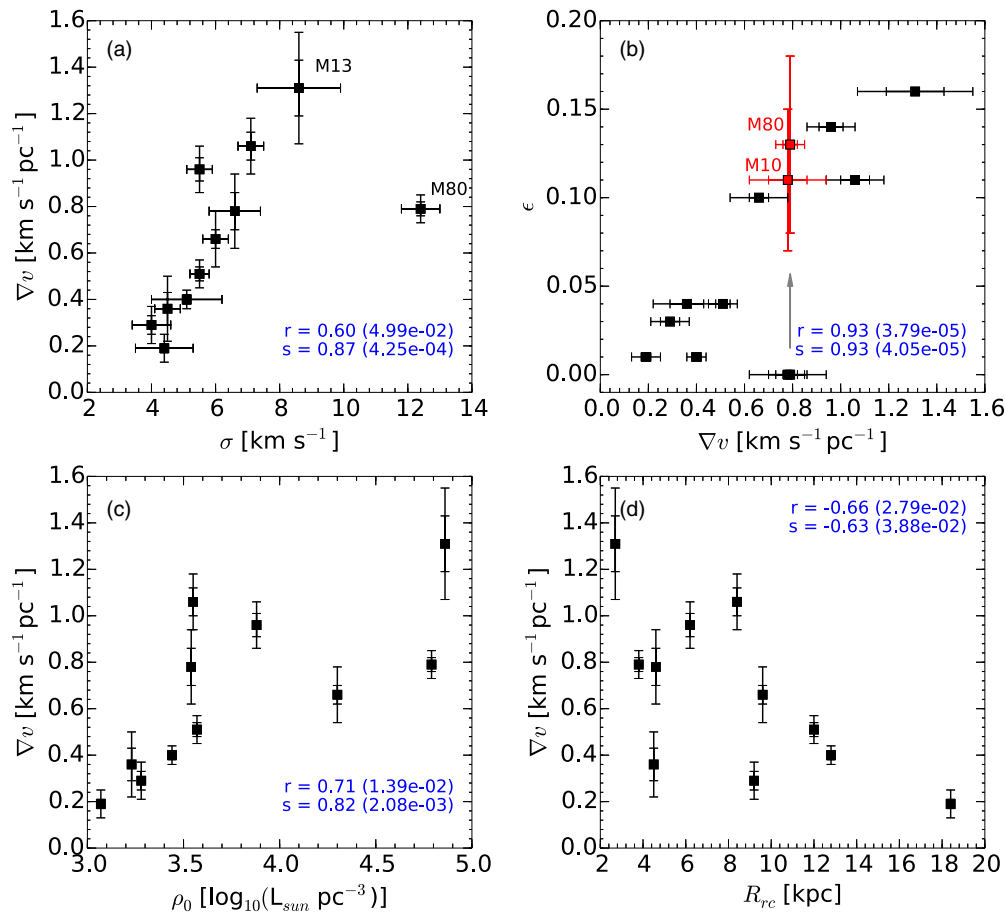 (a)
M13
M80
r = 0.60 (4.99e-02)
s = 0.87 (4.25e-04)
∇v [km s⁻¹ pc⁻¹]
1.6
1.4
1.2
1.0
0.8
0.6
0.4
0.2
0.0
2 4 6 8 10 12 14
σ [km s⁻¹]
(b)
M80
M10
r = 0.93 (3.79e-05)
s = 0.93 (4.05e-05)
ϵ
0.20
0.15
0.10
0.05
0.00
0.0 0.2 0.4 0.6 0.8 1.0 1.2 1.4 1.6
∇v [km s⁻¹ pc⁻¹]
(c)
r = 0.71 (1.39e-02)
s = 0.82 (2.08e-03)
∇v [km s⁻¹ pc⁻¹]
1.6
1.4
1.2
1.0
0.8
0.6
0.4
0.2
0.0
3.0 3.5 4.0 4.5 5.0
ρ₀ [log₁₀(L_sun pc⁻³]
(d)
r = -0.66 (2.79e-02)
s = -0.63 (3.88e-02)
∇v [km s⁻¹ pc⁻¹]
1.6
1.4
1.2
1.0
0.8
0.6
0.4
0.2
0.0
2 4 6 8 10 12 14 16 18 20
R_rc [kpc]